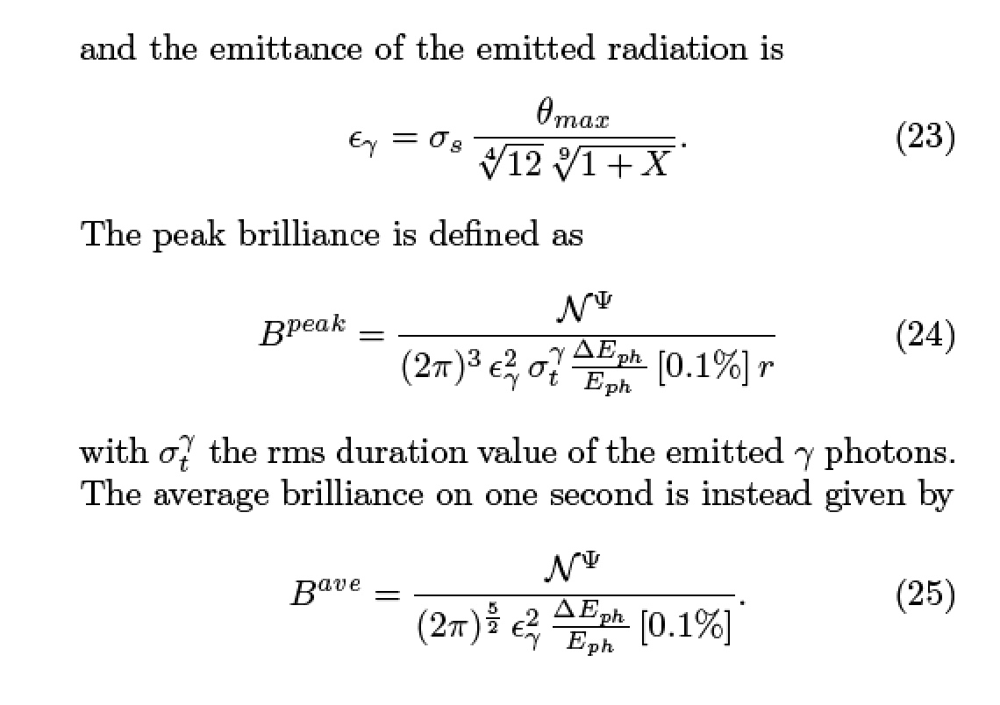 and the emittance of the emitted radiation is
$\epsilon_\gamma = \sigma_s \frac{\theta_{max}}{\sqrt[4]{12} \sqrt[9]{1+X}}.$ (23)
The peak brilliance is defined as
$B^{peak} = \frac{\mathcal{N}^\Psi}{(2\pi)^3 \, \epsilon_\gamma^2 \, \sigma_t^\gamma \frac{\Delta E_{ph}}{E_{ph}} \, [0.1\%] \, r}$ (24)
with $\sigma_t^\gamma$ the rms duration value of the emitted $\gamma$ photons.
The average brilliance on one second is instead given by
$B^{ave} = \frac{\mathcal{N}^\Psi}{(2\pi)^{\frac{5}{2}} \, \epsilon_\gamma^2 \, \frac{\Delta E_{ph}}{E_{ph}} \, [0.1\%]}.$ (25)